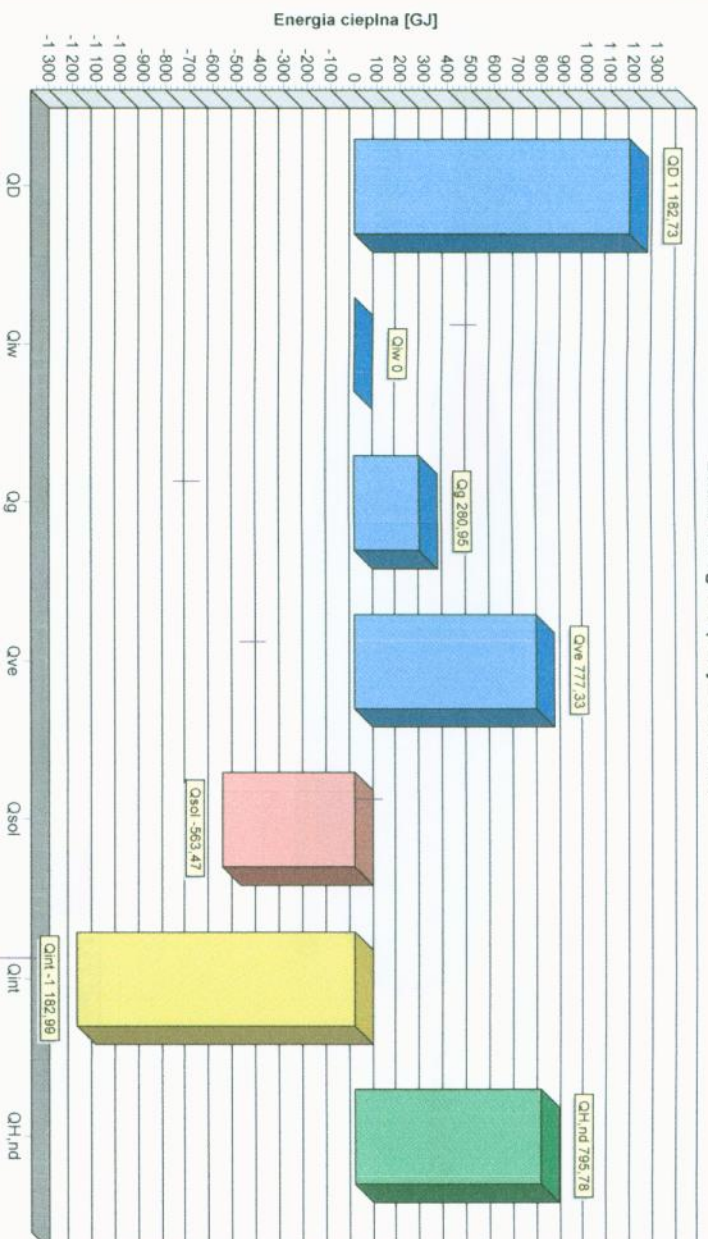 Energia cieplna [GJ]
1 300
1 200
1 100
1 000
900
800
700
600
500
400
300
200
100
0
-100
-200
-300
-400
-500
-600
-700
-800
-900
-1 000
-1 100
-1 200
-1 300
QD 1 182,73
Qiw 0
Qg 280,95
Qve 777,33
Qsol -563,47
Qint -1 182,99
QH,nd 795,78
QD
Qiw
Qg
Qve
Qsol
Qint
QH,nd